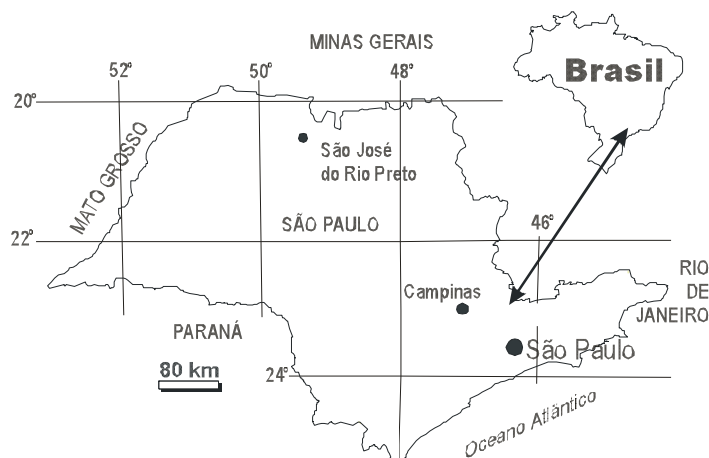 MINAS GERAIS
Brasil
52°
50°
48°
20°
MATO GROSSO
São José
do Rio Preto
SÃO PAULO
46°
22°
Campinas
RIO
DE
JANEIRO
PARANÁ
São Paulo
80 km
24°
Oceano Atlântico